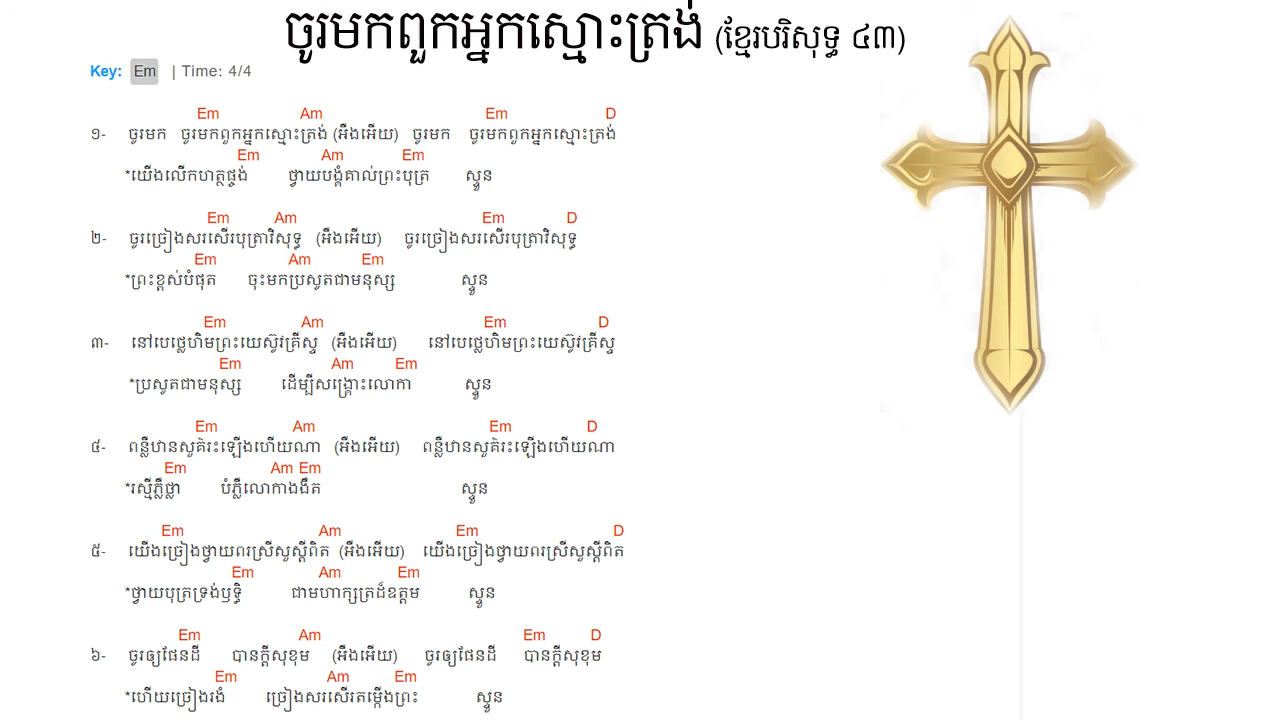 ចូរមកពួកអ្នកស្មោះត្រង់ (ខ្មែរបរិសុទ្ធ ៤៣)
Key: Em | Time: 4/4
Em Am Em D
១- ចូរមក ចូរមកពួកអ្នកស្មោះត្រង់ (អឺងអើយ) ចូរមក ចូរមកពួកអ្នកស្មោះត្រង់
Em Am Em
*យើងលើកហត្ថផ្ចង់ ថ្វាយបង្គំគាល់ព្រះបុត្រ ស្ទួន
Em Am Em D
២- ចូរច្រៀងសរសើរបុត្រាវិសុទ្ធ (អឺងអើយ) ចូរច្រៀងសរសើរបុត្រាវិសុទ្ធ
Em Am Em
*ព្រះខ្ពស់បំផុត ចុះមកប្រសូតជាមនុស្ស ស្ទួន
Em Am Em D
៣- នៅបេថ្លេហិមព្រះយេស៊ូវគ្រីស្ទ (អឺងអើយ) នៅបេថ្លេហិមព្រះយេស៊ូវគ្រីស្ទ
Em Am Em
*ប្រសូតជាមនុស្ស ដើម្បីសង្គ្រោះលោកា ស្ទួន
Em Am Em D
៤- ពន្លឺឋានសួគ៌រះឡើងហើយណា (អឺងអើយ) ពន្លឺឋានសួគ៌រះឡើងហើយណា
Em Am Em
*រស្មីភ្លឺថ្លា បំភ្លឺលោកាងងឹត ស្ទួន
Em Am Em D
៥- យើងច្រៀងថ្វាយពរស្រីសួស្តីពិត (អឺងអើយ) យើងច្រៀងថ្វាយពរស្រីសួស្តីពិត
Em Am Em
*ថ្វាយបុត្រទ្រង់ឫទ្ធិ ជាមហាក្សត្រដ៏ឧត្តម ស្ទួន
Em Am Em D
៦- ចូរឲ្យផែនដី បានក្តីសុខុម (អឺងអើយ) ចូរឲ្យផែនដី បានក្តីសុខុម
Em Am Em
*ហើយច្រៀងរងំ ច្រៀងសរសើរតម្កើងព្រះ ស្ទួន